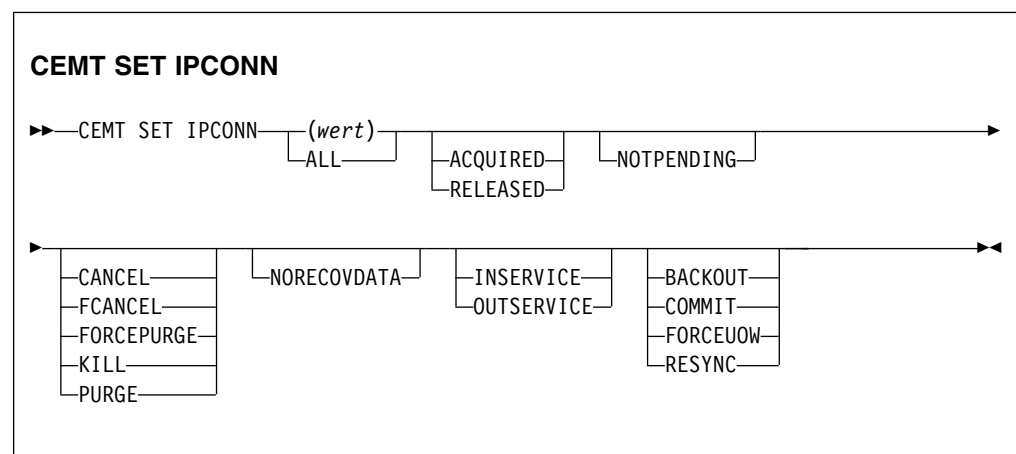 CEMT SET IPCONN
CEMT SET IPCONN (wert) ACQUIRED NOTPENDING
ALL RELEASED
CANCEL NORECOVDATA INSERVICE BACKOUT
FCANCEL OUTSERVICE COMMIT
FORCEPURGE FORCEUOW
KILL RESYNC
PURGE